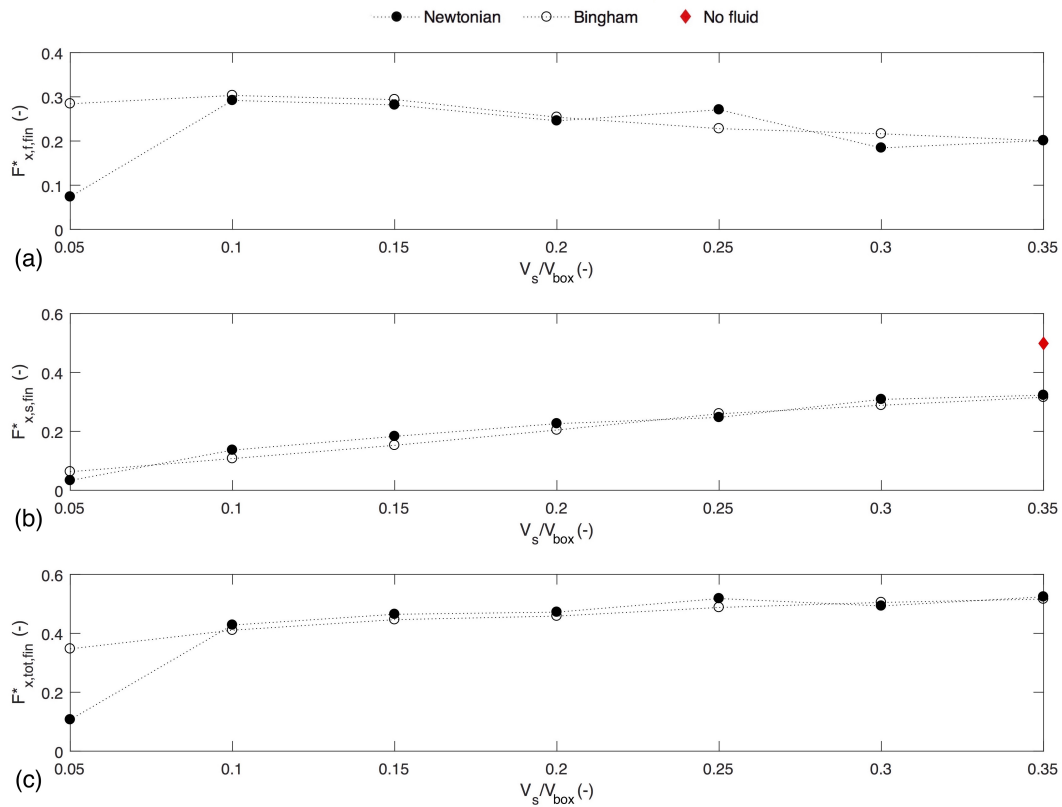 Newtonian Bingham No fluid
0.4
0.3
0.2
0.1
0
F*x,f,fin (-)
0.05 0.1 0.15 0.2 0.25 0.3 0.35
(a)
Vs/Vbox (-)
0.6
0.4
0.2
0
F*x,s,fin (-)
0.05 0.1 0.15 0.2 0.25 0.3 0.35
(b)
Vs/Vbox (-)
0.6
0.4
0.2
0
F*x,tot,fin (-)
0.05 0.1 0.15 0.2 0.25 0.3 0.35
(c)
Vs/Vbox (-)